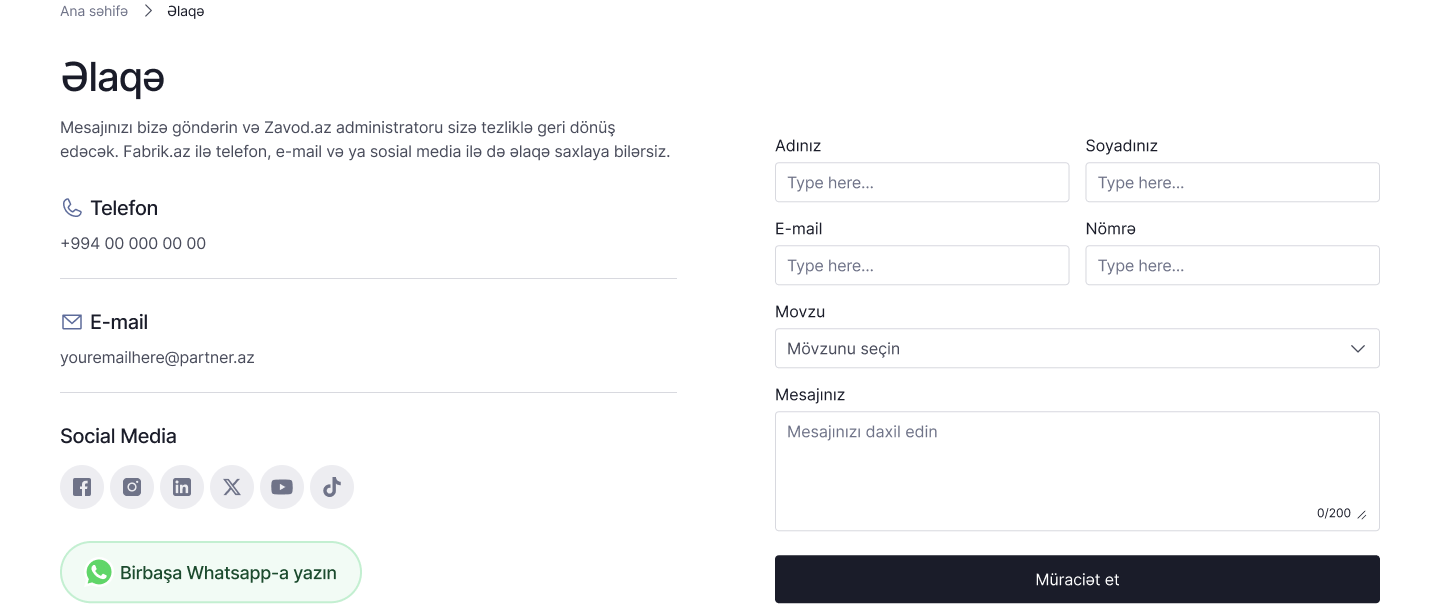 Ana səhifə > Əlaqə
Əlaqə
Mesajınızı bizə göndərin və Zavod.az administratoru sizə tezliklə geri dönüş
edəcək. Fabrik.az ilə telefon, e-mail və ya sosial media ilə də əlaqə saxlaya bilərsiz.
Telefon
+994 00 000 00 00
E-mail
youremailhere@partner.az
Social Media
Birbaşa Whatsapp-a yazın
Adınız
Soyadınız
Type here...
Type here...
E-mail
Nömrə
Type here...
Type here...
Movzu
Mövzunu seçin
Mesajınız
Mesajınızı daxil edin
0/200
Müraciət et